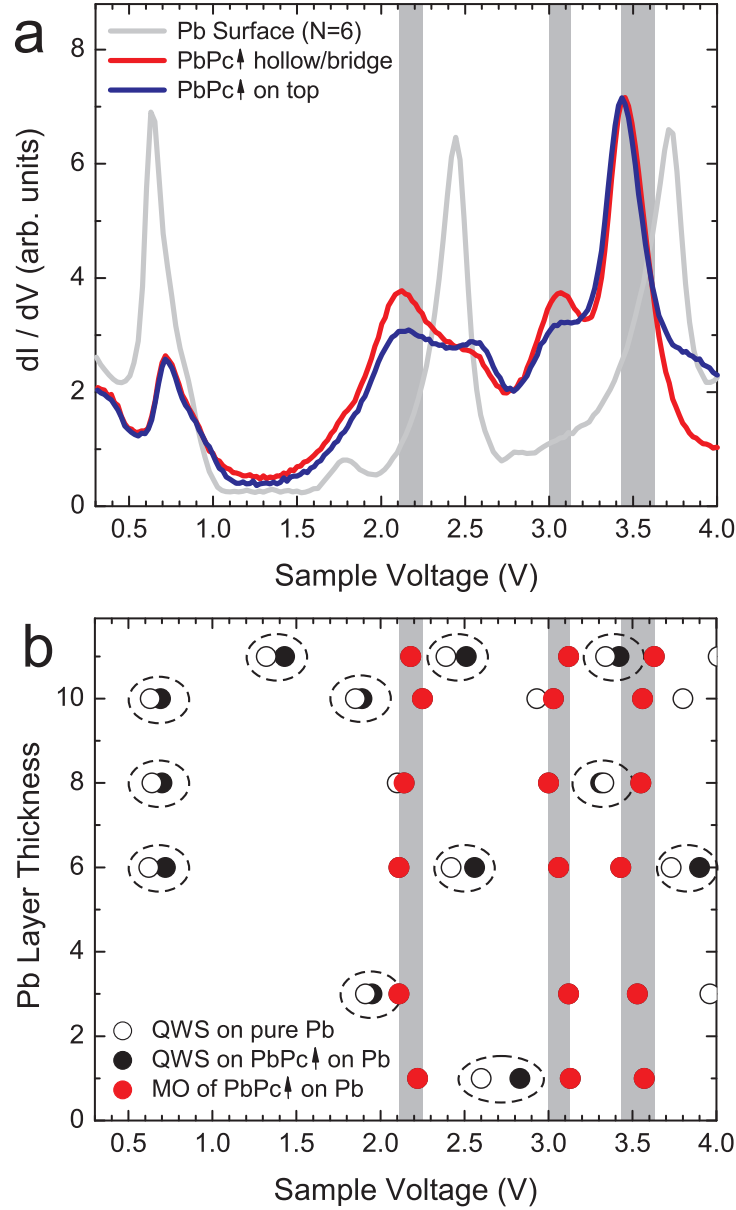 a
Pb Surface (N=6)
PbPc↑ hollow/bridge
PbPc↑ on top
dI / dV (arb. units)
8
6
4
2
0
0.5 1.0 1.5 2.0 2.5 3.0 3.5 4.0
Sample Voltage (V)
b
Pb Layer Thickness
10
8
6
4
2
0
QWS on pure Pb
QWS on PbPc↑ on Pb
MO of PbPc↑ on Pb
0.5 1.0 1.5 2.0 2.5 3.0 3.5 4.0
Sample Voltage (V)